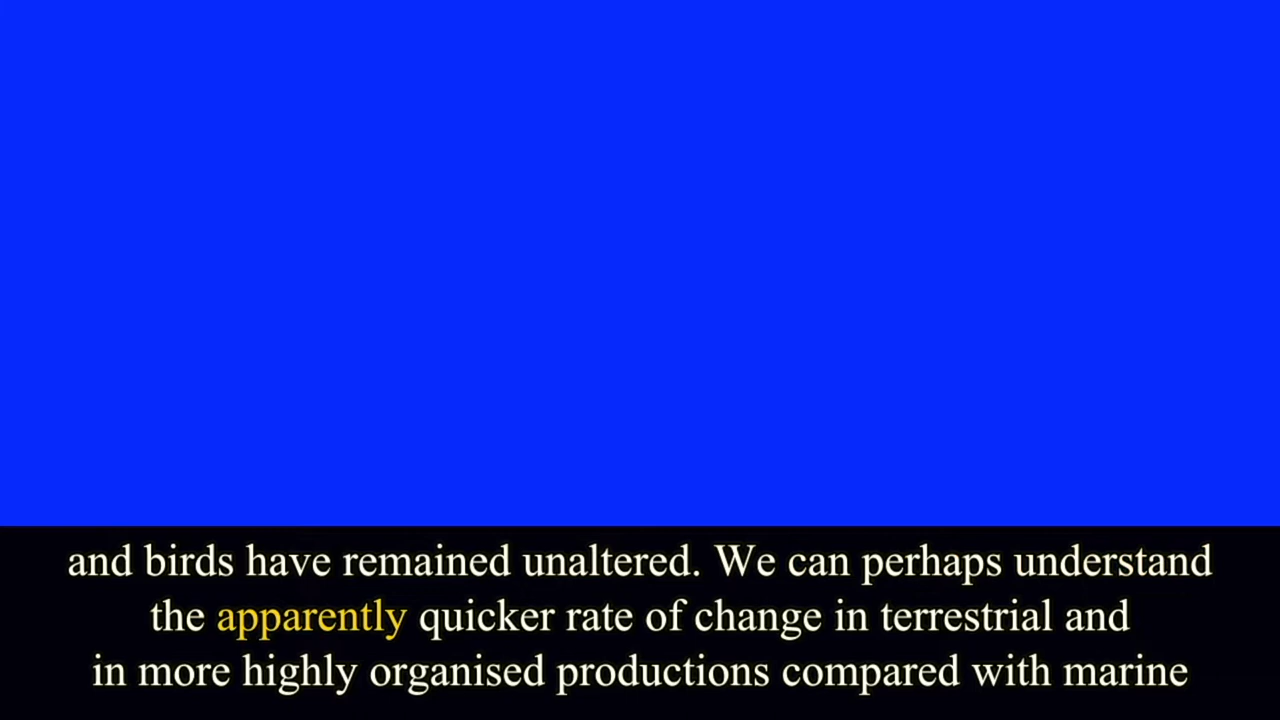 and birds have remained unaltered. We can perhaps understand
the apparently quicker rate of change in terrestrial and
in more highly organised productions compared with marine